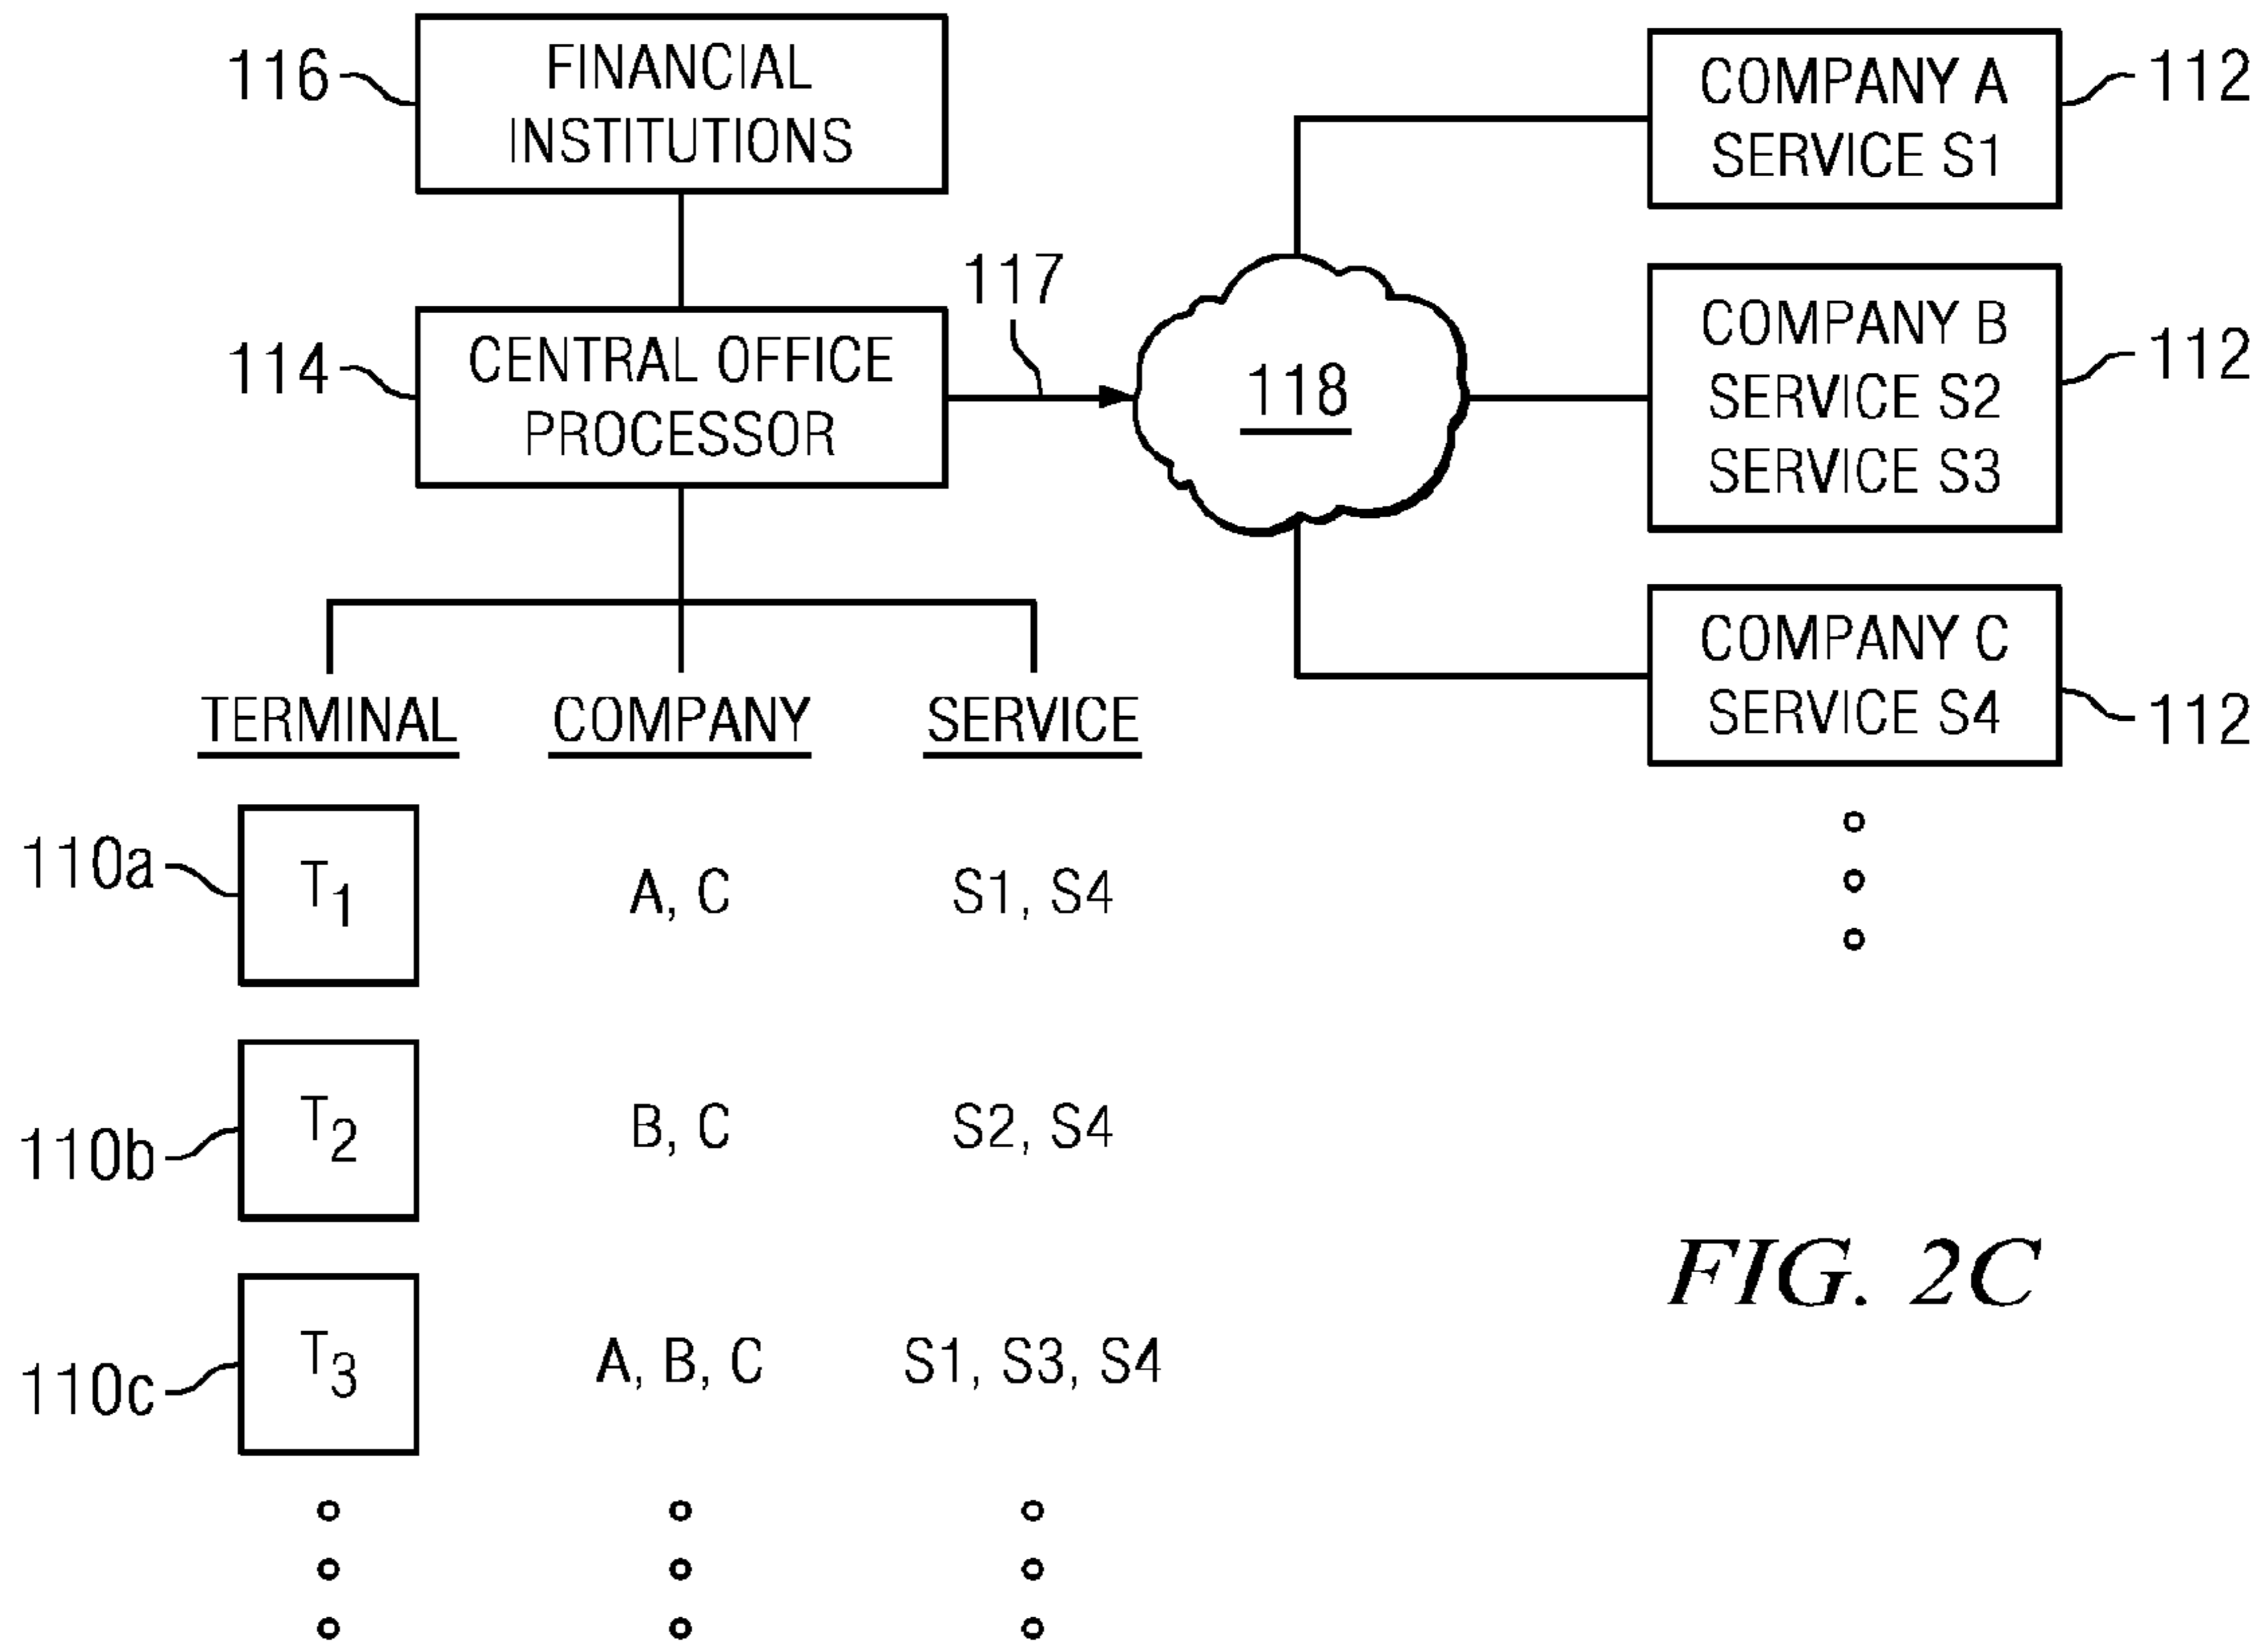 116
FINANCIAL
INSTITUTIONS
COMPANY A
SERVICE S1
112
114
CENTRAL OFFICE
PROCESSOR
117
118
COMPANY B
SERVICE S2
SERVICE S3
112
COMPANY C
SERVICE S4
112
TERMINAL COMPANY SERVICE
110a T1 A, C S1, S4
110b T2 B, C S2, S4
110c T3 A, B, C S1, S3, S4
FIG. 2C